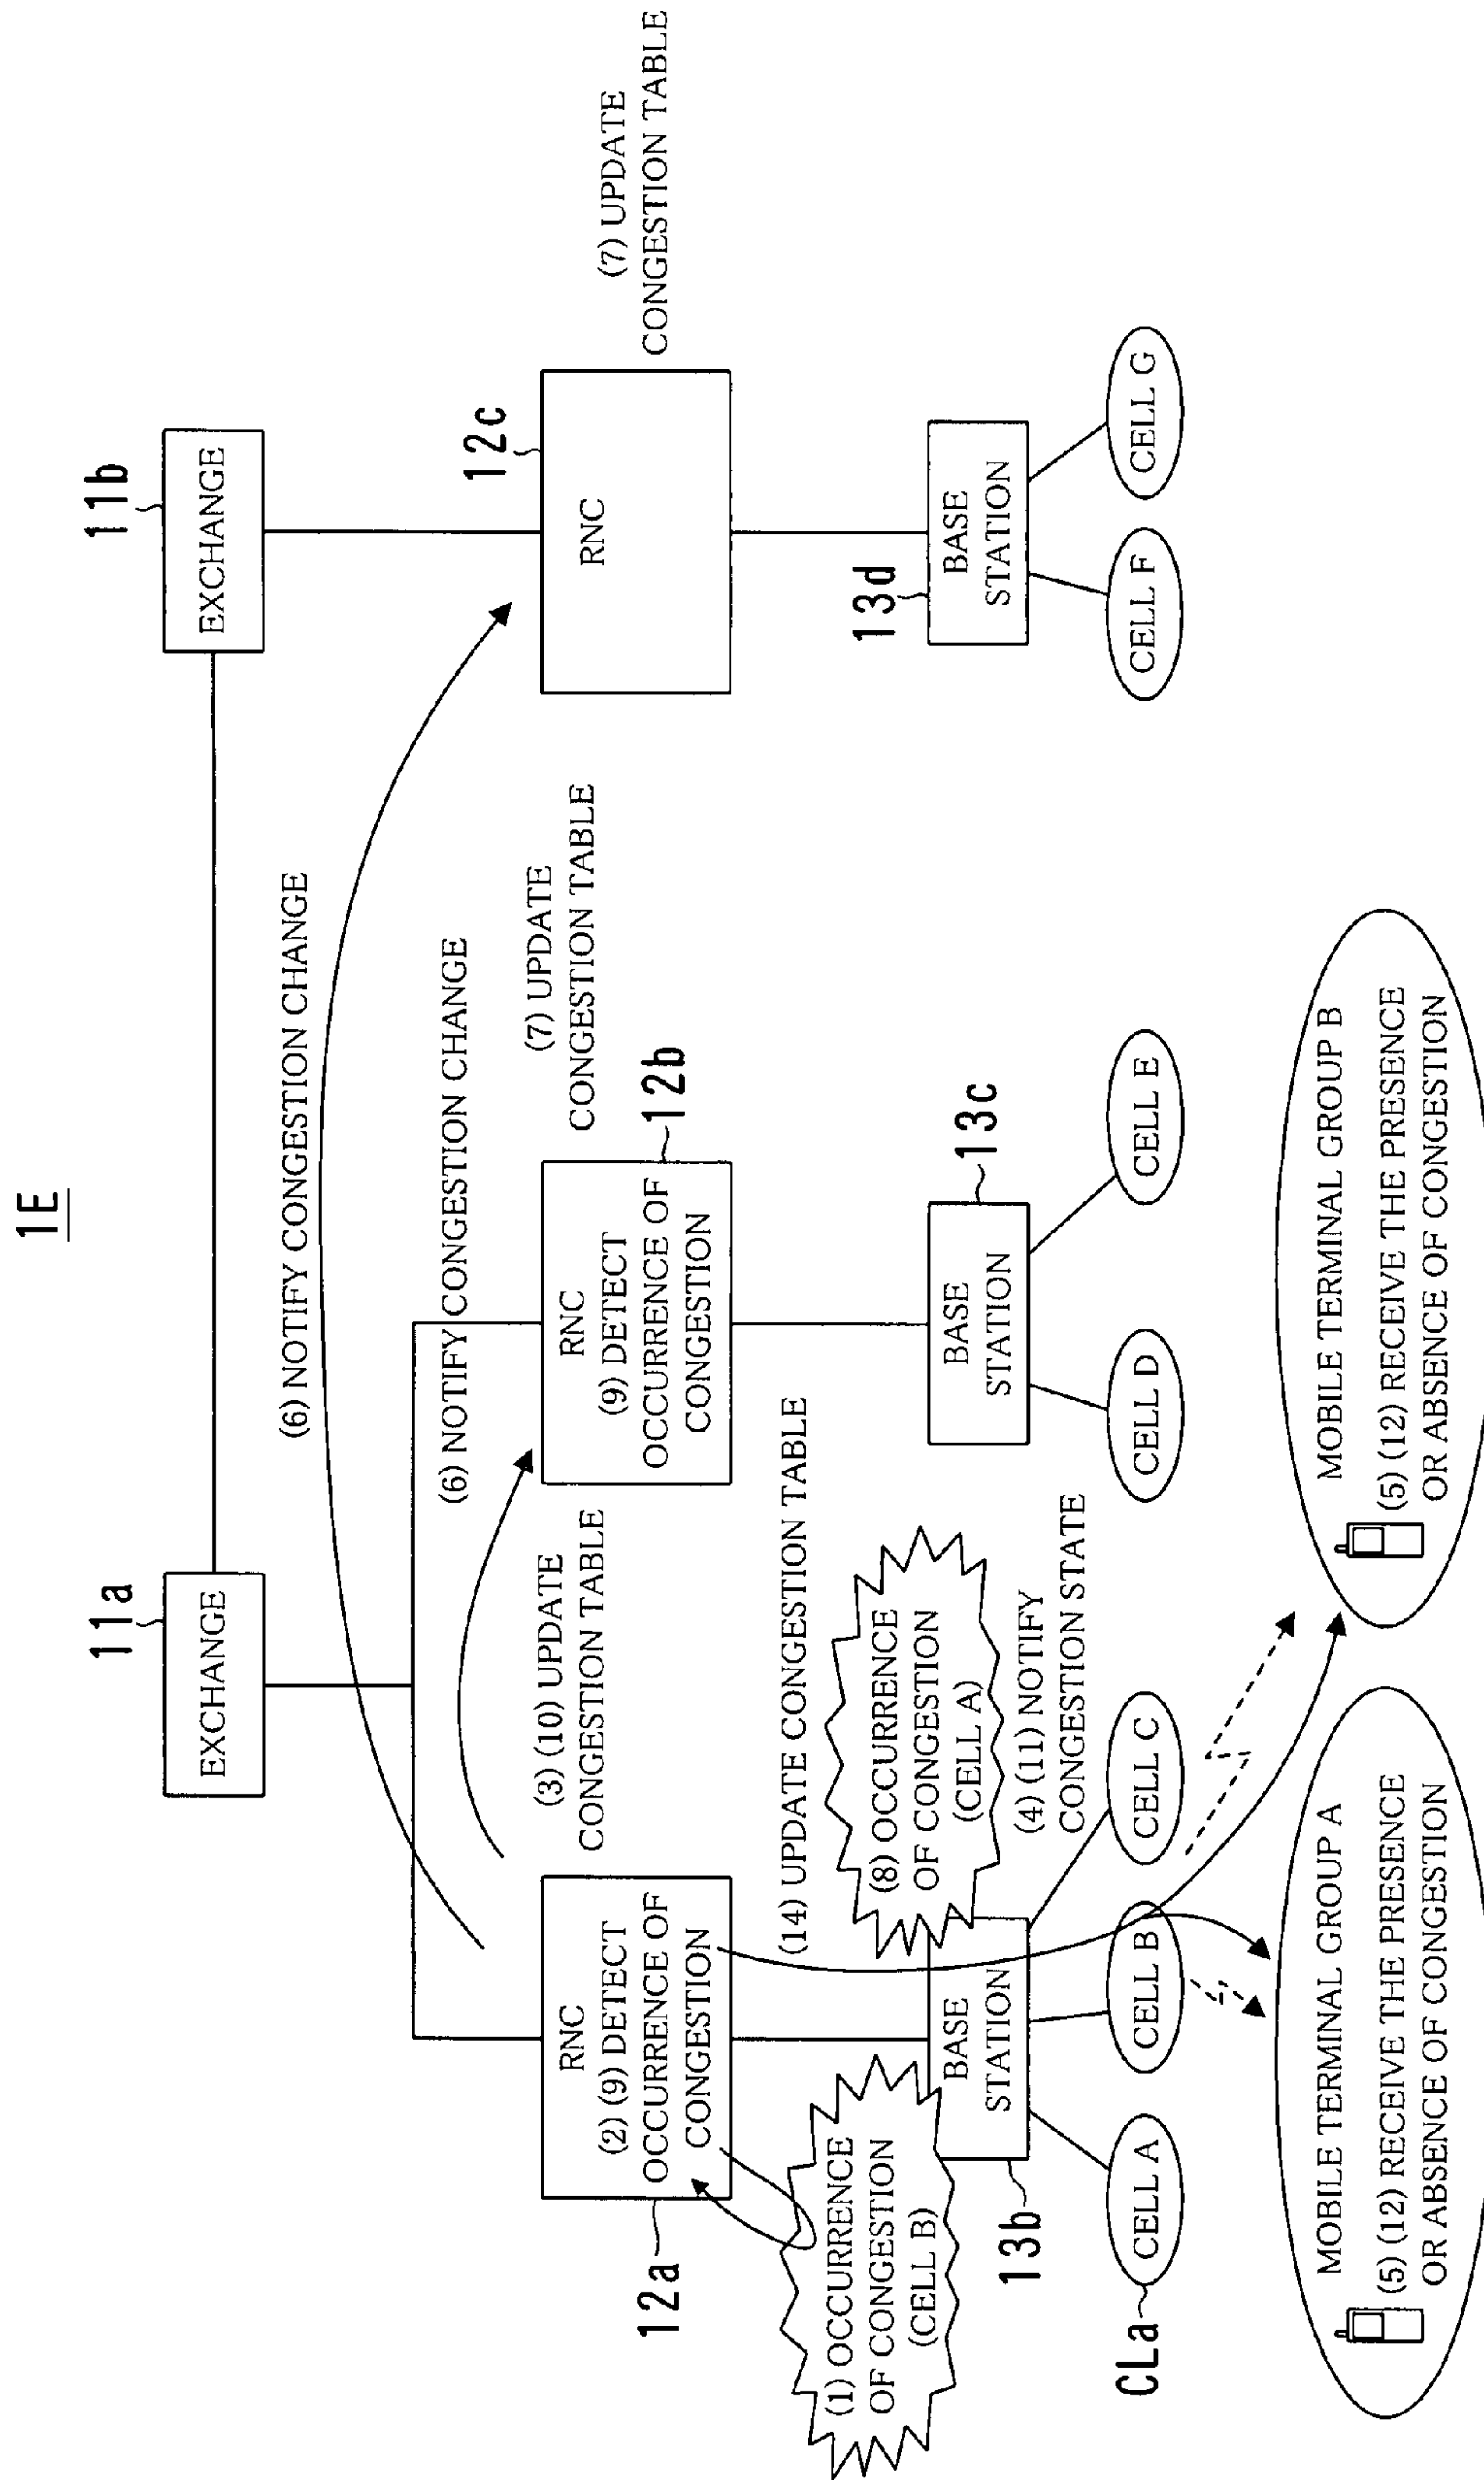 1E
11a
EXCHANGE
11b
EXCHANGE
(6) NOTIFY CONGESTION CHANGE
(6) NOTIFY CONGESTION CHANGE
12a
RNC
(2) (9) DETECT
OCCURRENCE OF
CONGESTION
(3) (10) UPDATE
CONGESTION TABLE
RNC
(9) DETECT
OCCURRENCE OF
CONGESTION
12b
(7) UPDATE
CONGESTION TABLE
12c
RNC
(7) UPDATE
CONGESTION TABLE
(14) UPDATE CONGESTION TABLE
(1) OCCURRENCE
OF CONGESTION
(CELL B)
13b
BASE
STATION
(8) OCCURRENCE
OF CONGESTION
(CELL A)
(4) (11) NOTIFY
CONGESTION STATE
BASE
STATION
13c
13d
BASE
STATION
CLa
CELL A
CELL B
CELL C
CELL D
CELL E
CELL F
CELL G
MOBILE TERMINAL GROUP A
(5) (12) RECEIVE THE PRESENCE
OR ABSENCE OF CONGESTION
MOBILE TERMINAL GROUP B
(5) (12) RECEIVE THE PRESENCE
OR ABSENCE OF CONGESTION